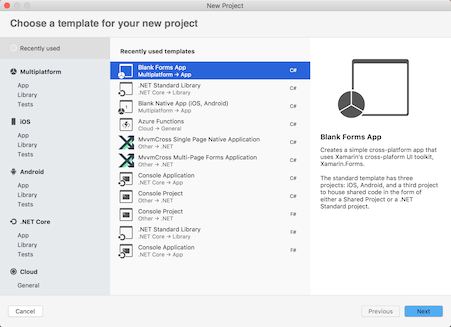 New Project
Choose a template for your new project
Recently used
Multiplatform
App
Library
Tests
iOS
App
Library
Tests
Android
App
Library
Tests
.NET Core
App
Library
Tests
Cloud
General
Recently used templates
Blank Forms App
Multiplatform → App
C#
.NET Standard Library
.NET Core → Library
C#
Blank Native App (iOS, Android)
Multiplatform → App
C#
Azure Functions
Cloud → General
C#
MvvmCross Single Page Native Application
Other → .NET
C#
MvvmCross Multi-Page Forms Application
Other → .NET
C#
Console Application
.NET Core → App
C#
Console Project
Other → .NET
C#
Console Project
Other → .NET
F#
.NET Standard Library
.NET Core → Library
F#
Console Application
.NET Core → App
F#
Blank Forms App
Creates a simple cross-platform app that
uses Xamarin's cross-platform UI toolkit,
Xamarin.Forms.
The standard template has three
projects: iOS, Android, and a third project
to house shared code in the form of
either a Shared Project or a .NET
Standard project.
Cancel
Previous
Next